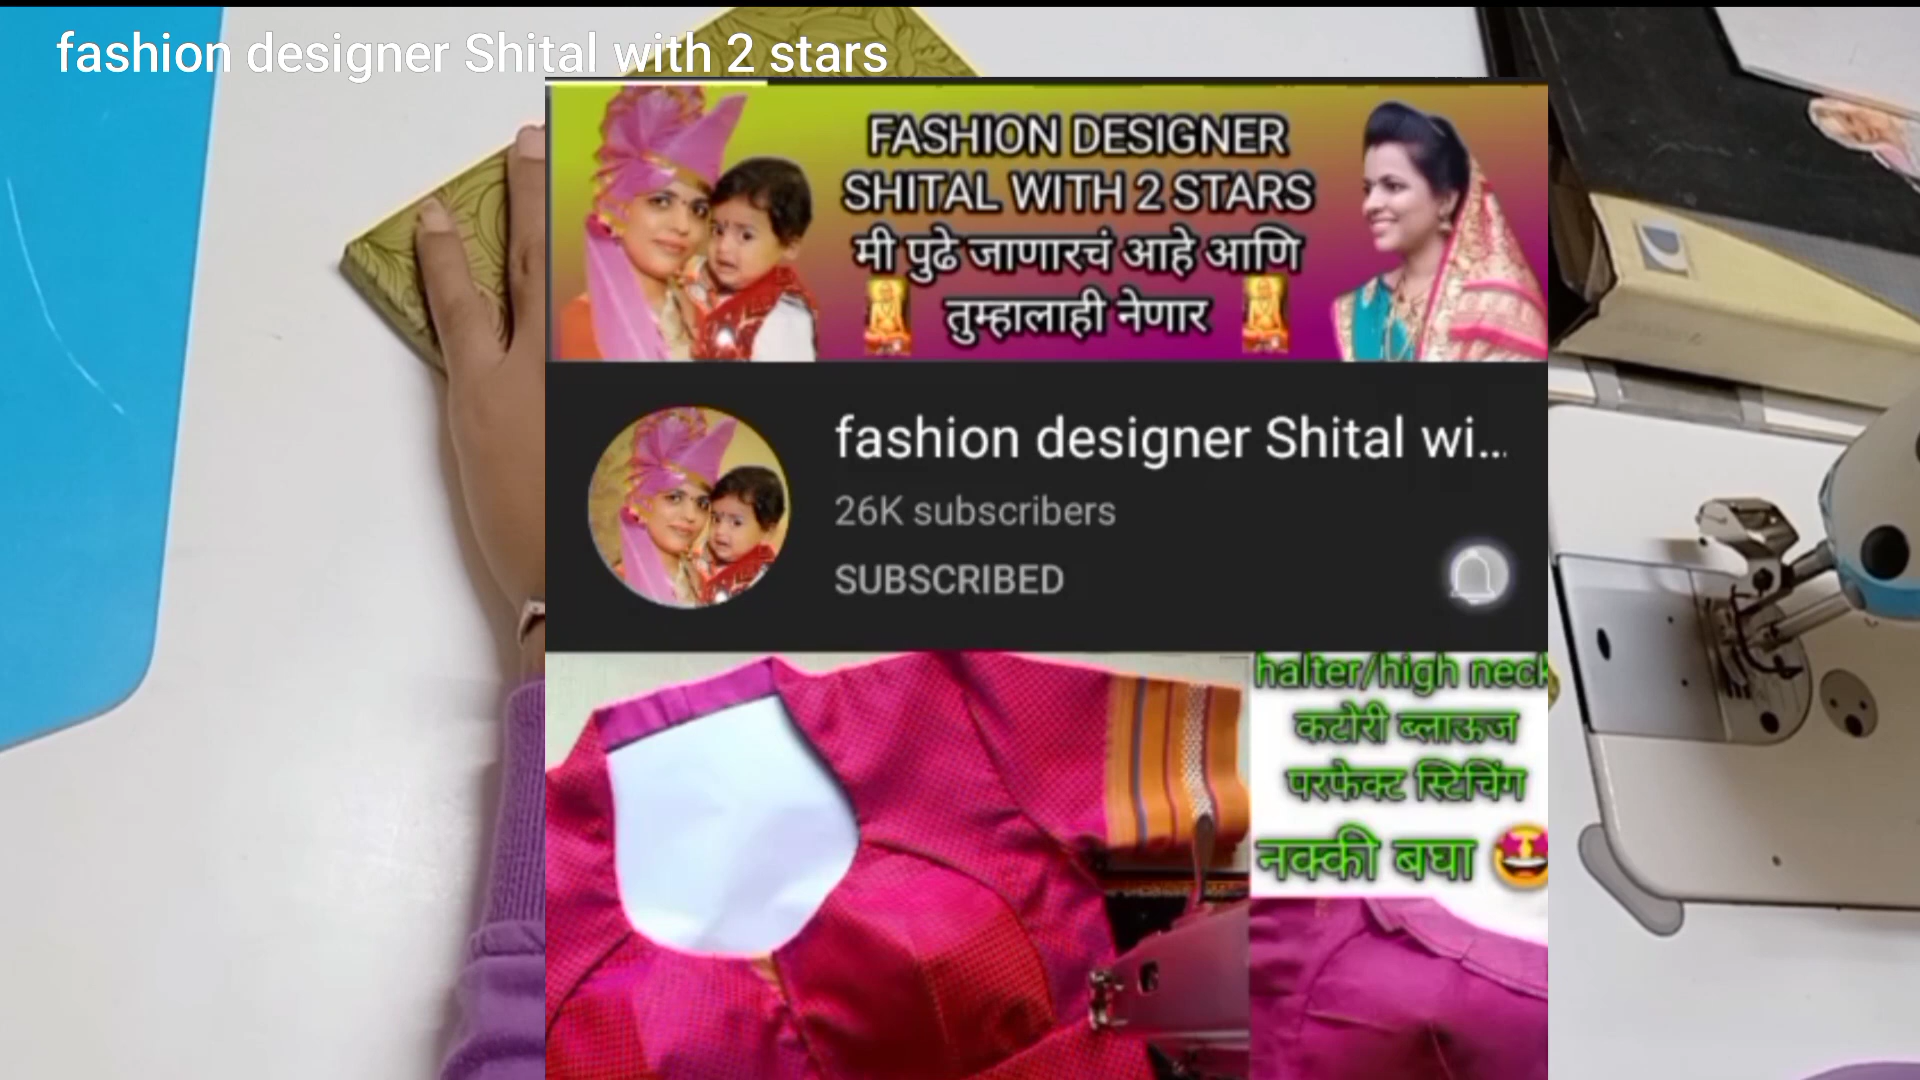 fashion designer Shital with 2 stars
FASHION DESIGNER
SHITAL WITH 2 STARS
मी पुढे जाणारचं आहे आणि
तुम्हालाही नेणार
fashion designer Shital wi...
26K subscribers
SUBSCRIBED
halter/high neck
कटोरी ब्लाऊज
परफेक्ट स्टिचिंग
नक्की बघा